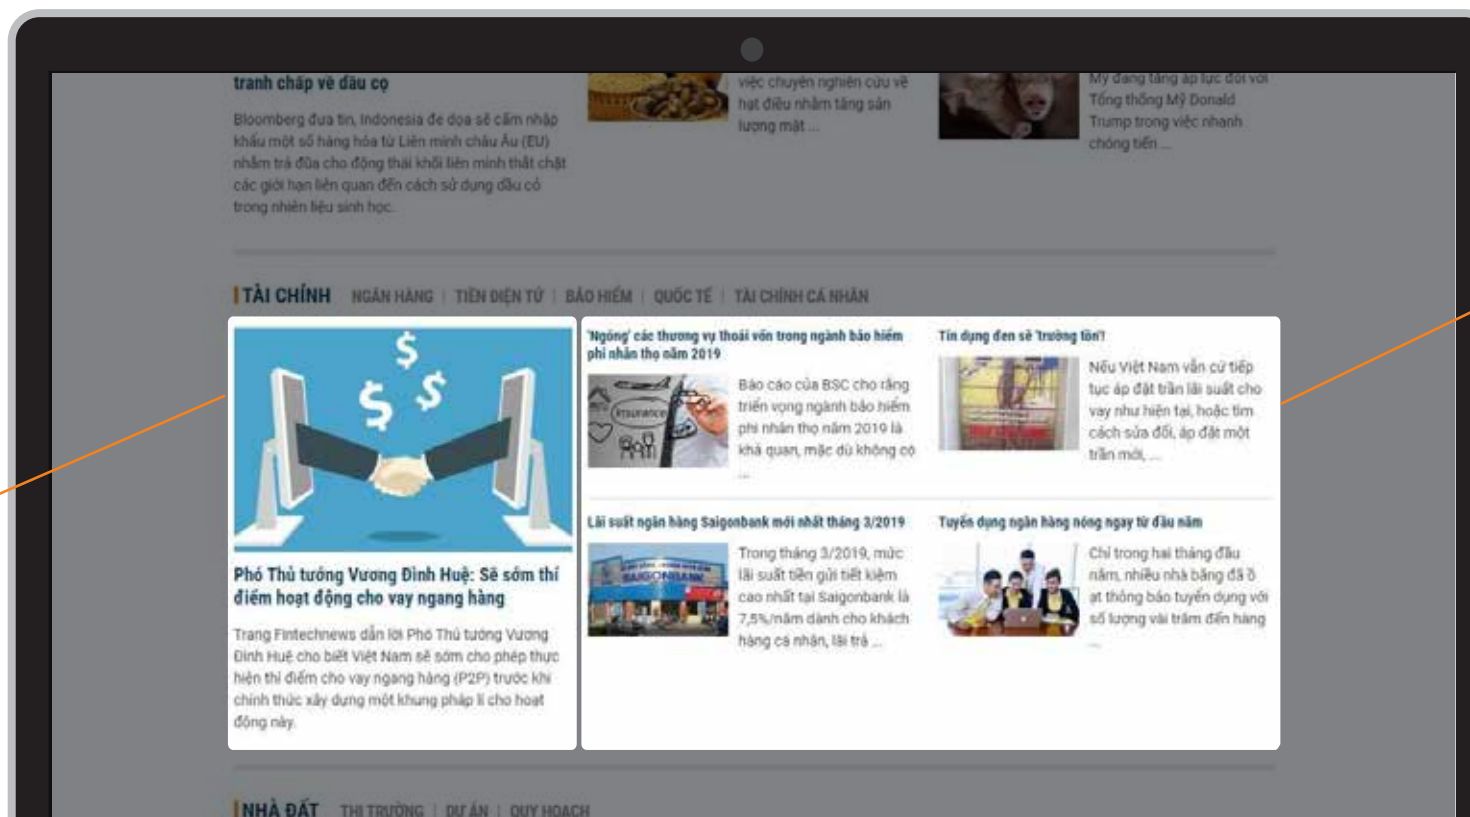 tranh chấp về dầu cọ
Bloomberg đưa tin, Indonesia đe dọa sẽ cấm nhập
khẩu một số hàng hóa từ Liên minh châu Âu (EU)
nhằm trả đũa cho động thái khối liên minh thắt chặt
các giới hạn liên quan đến cách sử dụng dầu cỏ
trong nhiên liệu sinh học.
việc chuyên nghiên cứu về
hạt điều nhằm tăng sản
lượng mặt ...
Mỹ đang tăng áp lực đối với
Tổng thống Mỹ Donald
Trump trong việc nhanh
chóng tiến ...
TÀI CHÍNH NGÂN HÀNG | TIỀN ĐIỆN TỬ | BẢO HIỂM | QUỐC TẾ | TÀI CHÍNH CÁ NHÂN
Phó Thủ tướng Vương Đình Huệ: Sẽ sớm thí
điểm hoạt động cho vay ngang hàng
Trang Fintechnews dẫn lời Phó Thủ tướng Vương
Đình Huệ cho biết Việt Nam sẽ sớm cho phép thực
hiện thí điểm cho vay ngang hàng (P2P) trước khi
chính thức xây dựng một khung pháp lí cho hoạt
động này.
'Ngóng' các thương vụ thoái vốn trong ngành bảo hiểm
phi nhân thọ năm 2019
insurance
Báo cáo của BSC cho rằng
triển vọng ngành bảo hiểm
phi nhân thọ năm 2019 là
khả quan, mặc dù không có
...
Tín dụng đen sẽ 'trường tồn'!
Nếu Việt Nam vẫn cứ tiếp
tục áp đặt trần lãi suất cho
vay như hiện tại, hoặc tìm
cách sửa đổi, áp đặt một
trần mới, ...
Lãi suất ngân hàng Saigonbank mới nhất tháng 3/2019
SAIGONBANK
Trong tháng 3/2019, mức
lãi suất tiền gửi tiết kiệm
cao nhất tại Saigonbank là
7,5%/năm dành cho khách
hàng cá nhân, lãi trả ...
Tuyển dụng ngân hàng nóng ngay từ đầu năm
Chỉ trong hai tháng đầu
năm, nhiều nhà băng đã ồ
ạt thông báo tuyển dụng với
số lượng vài trăm đến hàng
...
NHÀ ĐẤT THỊ TRƯỜNG | DỰ ÁN | QUY HOẠCH